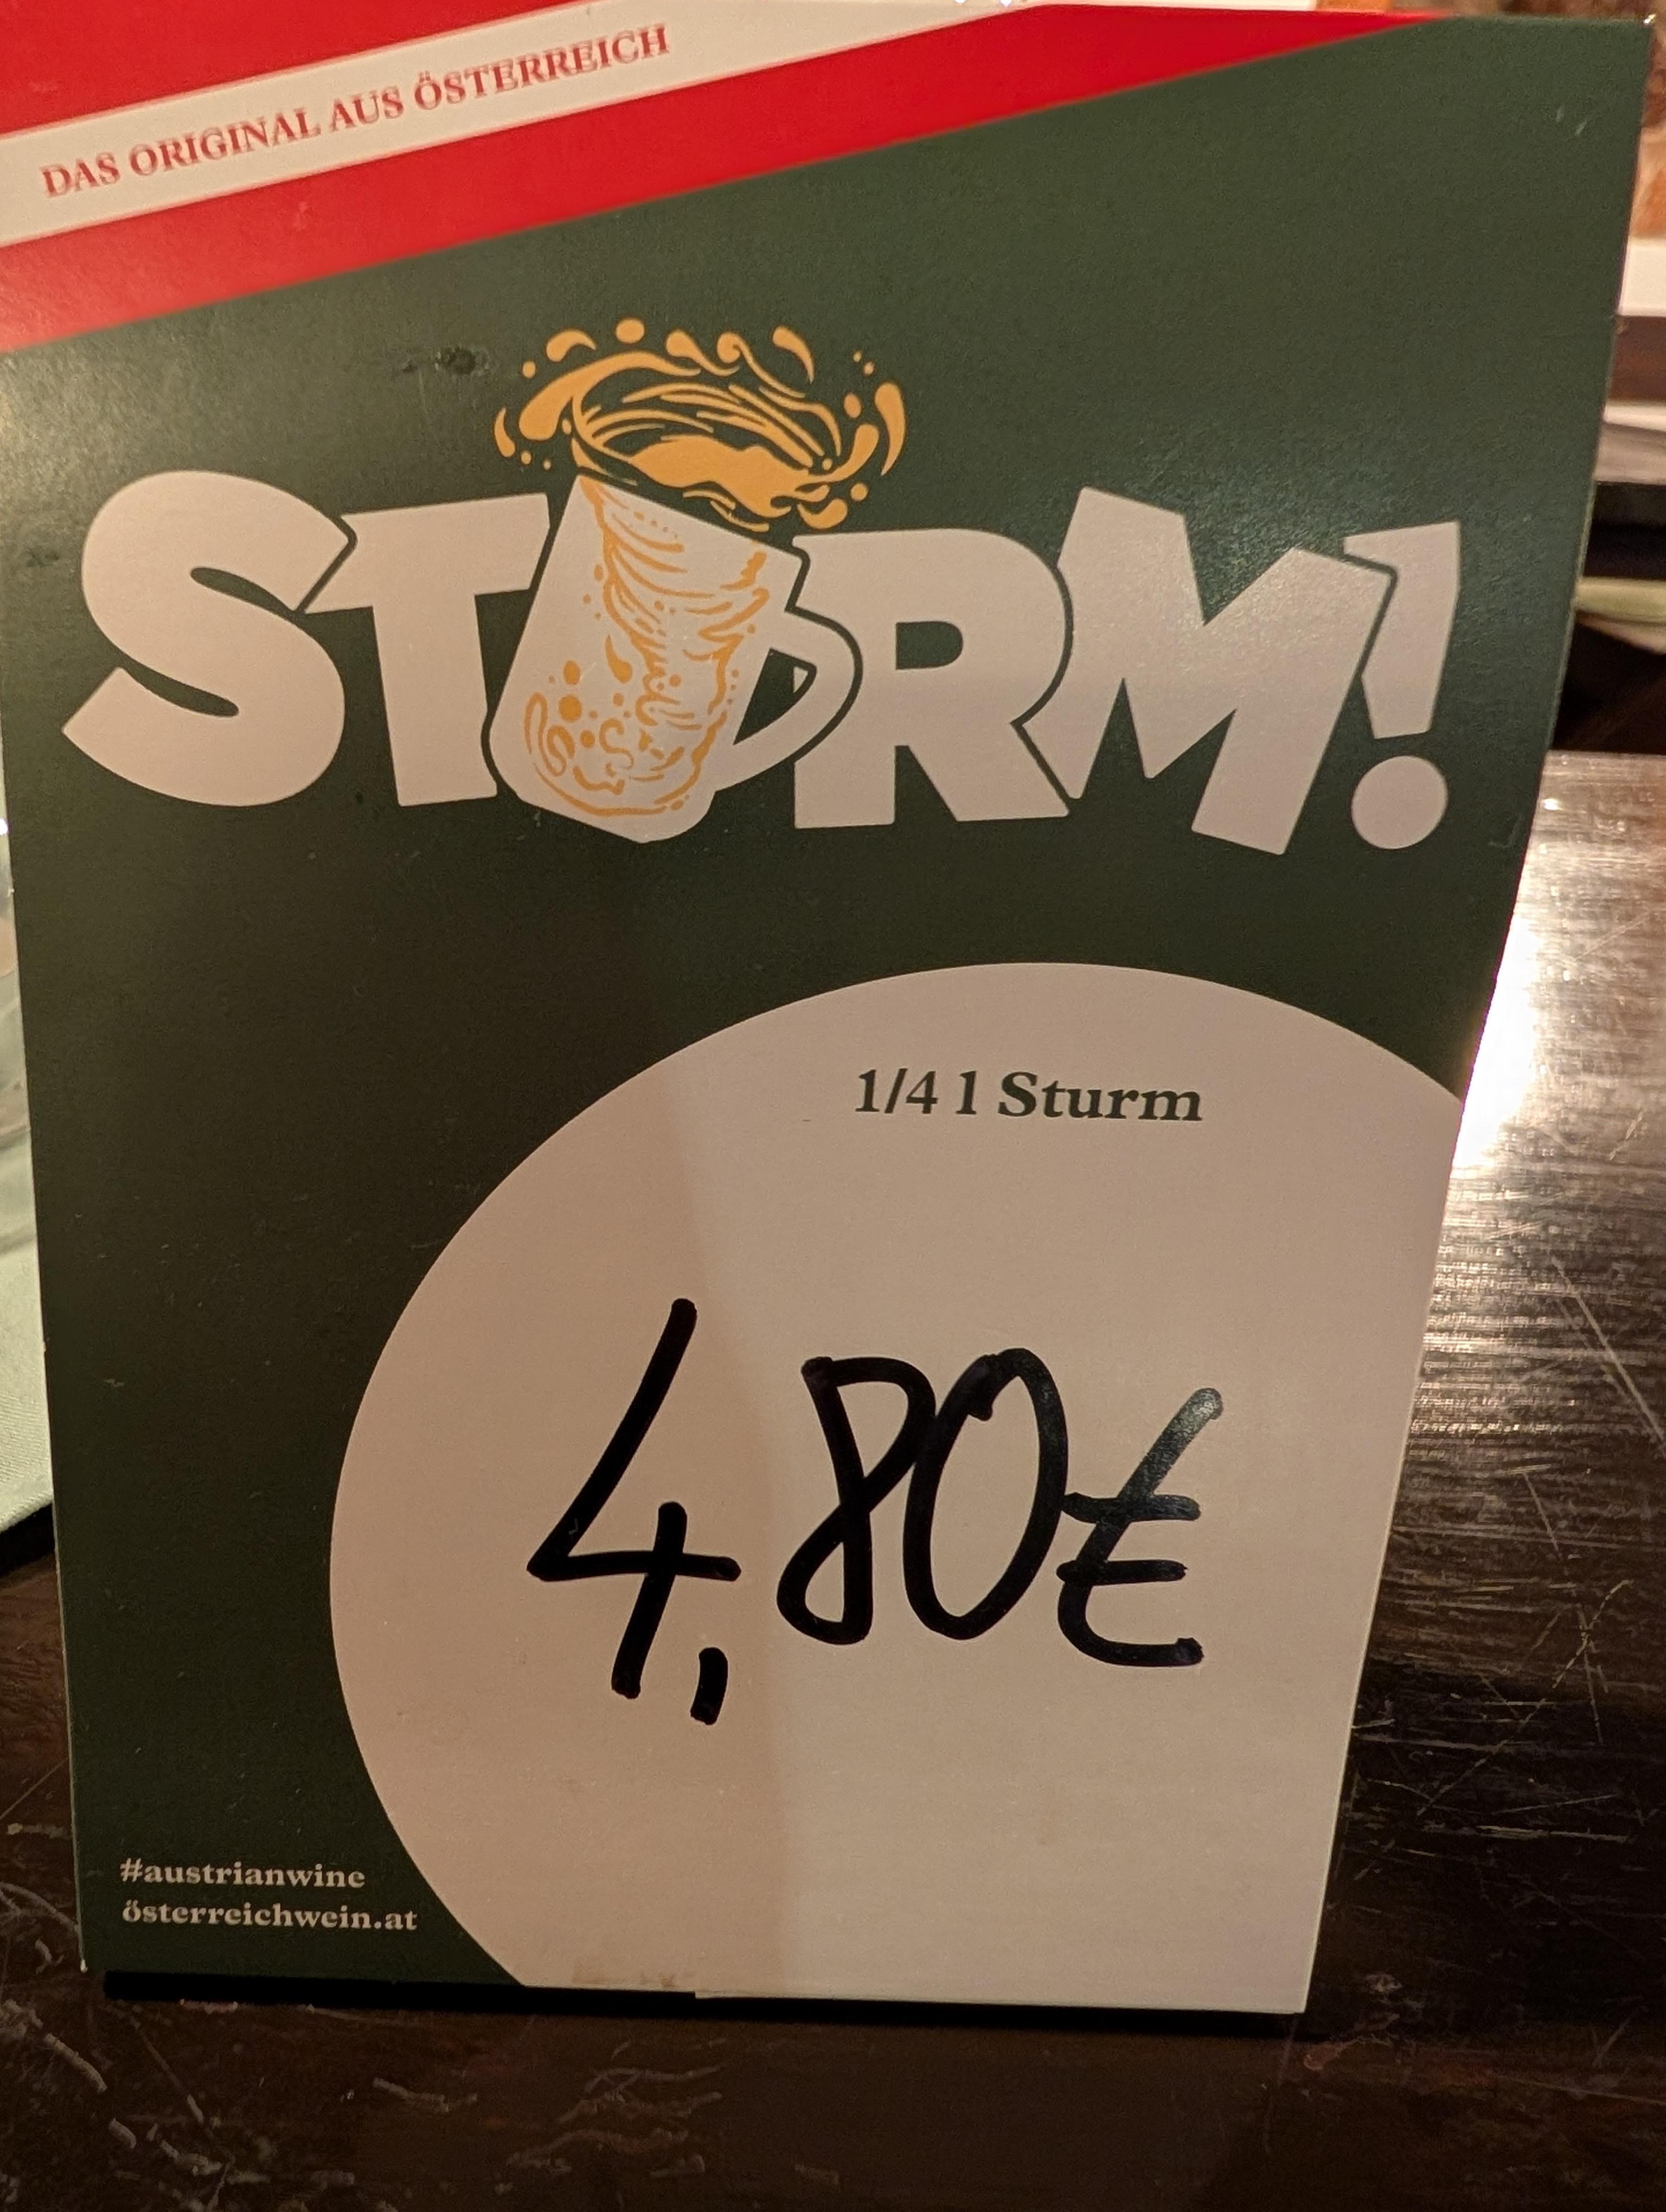 DAS ORIGINAL AUS ÖSTERREICH
STURM!
1/4 l Sturm
4,80€
#austrianwine
österreichwein.at